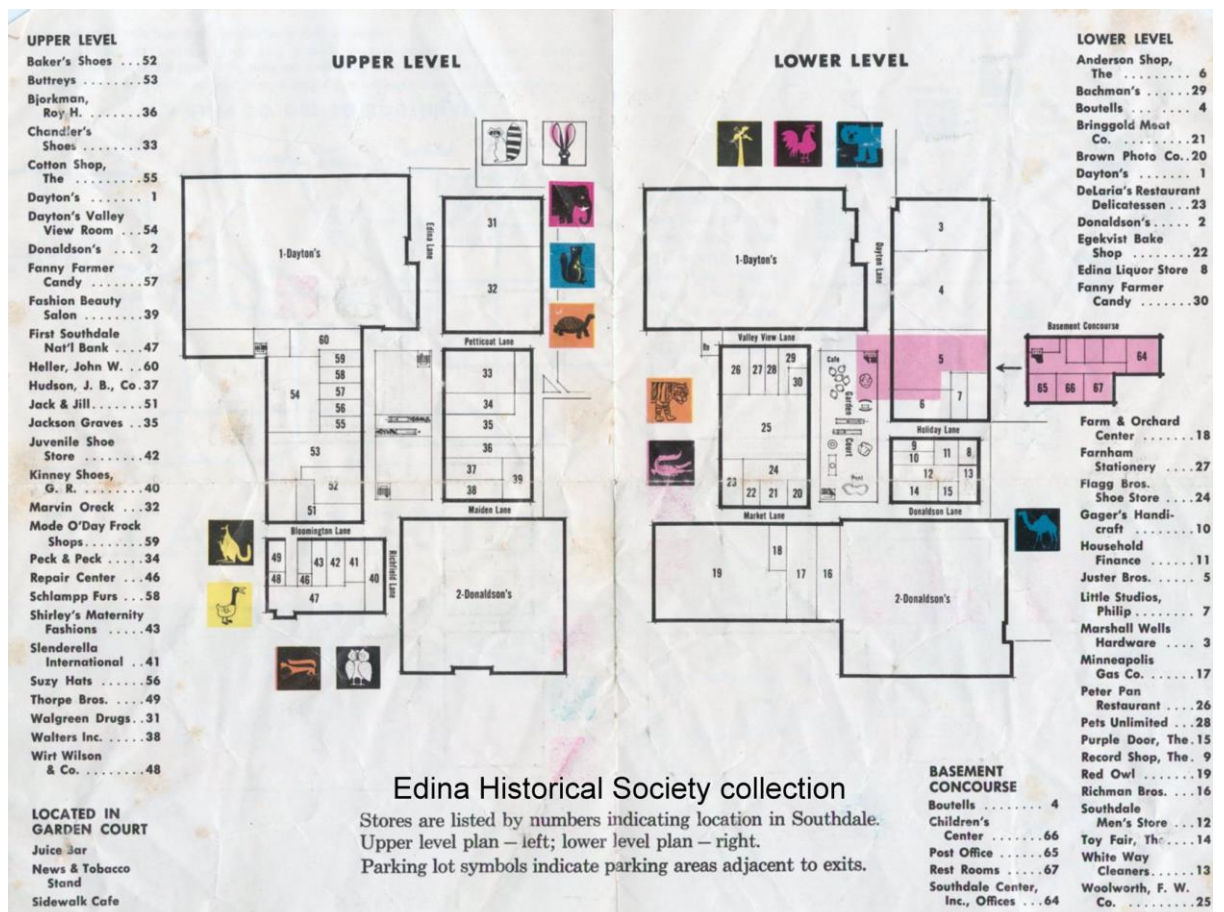 UPPER LEVEL
Baker's Shoes ...52
Buttreys .......53
Bjorkman,
Roy H. ........36
Chandler's
Shoes ........33
Cotton Shop,
The .........55
Dayton's ....... 1
Dayton's Valley
View Room ...54
Donaldson's .... 2
Fanny Farmer
Candy .......57
Fashion Beauty
Salon ........39
First Southdale
Nat'l Bank ....47
Heller, John W. ...60
Hudson, J. B., Co.37
Jack & Jill.......51
Jackson Graves ..35
Juvenile Shoe
Store ........42
Kinney Shoes,
G. R. .........40
Marvin Oreck ...32
Mode O'Day Frock
Shops........59
Peck & Peck .....34
Repair Center ...46
Schlampp Furs ...58
Shirley's Maternity
Fashions .....43
Slenderella
International ..41
Suzy Hats ......56
Thorpe Bros. ....49
Walgreen Drugs..31
Walters Inc. ....38
Wirt Wilson
& Co. .........48
LOCATED IN
GARDEN COURT
Juice Bar
News & Tobacco
Stand
Sidewalk Cafe
UPPER LEVEL
1-Dayton's
Edina Lane
31
32
60
59
58
57
56
55
54
53
52
51
Petticoat Lane
33
34
35
36
37
38
39
Maiden Lane
Bloomington Lane
Richfield Lane
49
48
46
43
42
41
40
47
2-Donaldson's
LOWER LEVEL
1-Dayton's
Dayton Lane
3
4
5
6
7
Valley View Lane
26
27
28
29
30
25
24
23
22
21
20
Cafe
Garden
Court
Pond
Holiday Lane
9
10
11
8
12
13
14
15
Market Lane
Donaldson Lane
19
18
17
16
2-Donaldson's
Basement Concourse
64
65
66
67
LOWER LEVEL
Anderson Shop,
The ......... 6
Bachman's ......29
Boutells ........ 4
Bringgold Meat
Co. ..........21
Brown Photo Co..20
Dayton's ....... 1
DeLaria's Restaurant
Delicatessen ...23
Donaldson's .... 2
Egekvist Bake
Shop ........22
Edina Liquor Store 8
Fanny Farmer
Candy .......30
Farm & Orchard
Center .......18
Farnham
Stationery ....27
Flagg Bros.
Shoe Store ....24
Gager's Handi-
craft .........10
Household
Finance ......11
Juster Bros. ..... 5
Little Studios,
Philip ........ 7
Marshall Wells
Hardware .... 3
Minneapolis
Gas Co. ......17
Peter Pan
Restaurant ....26
Pets Unlimited ...28
Purple Door, The.15
Record Shop, The. 9
Red Owl .......19
Richman Bros. ...16
Southdale
Men's Store ...12
Toy Fair, The ....14
White Way
Cleaners......13
Woolworth, F. W.
Co. ..........25
BASEMENT
CONCOURSE
Boutells ........ 4
Children's
Center .......66
Post Office ......65
Rest Rooms .....67
Southdale Center,
Inc., Offices ...64
Edina Historical Society collection
Stores are listed by numbers indicating location in Southdale.
Upper level plan – left; lower level plan – right.
Parking lot symbols indicate parking areas adjacent to exits.